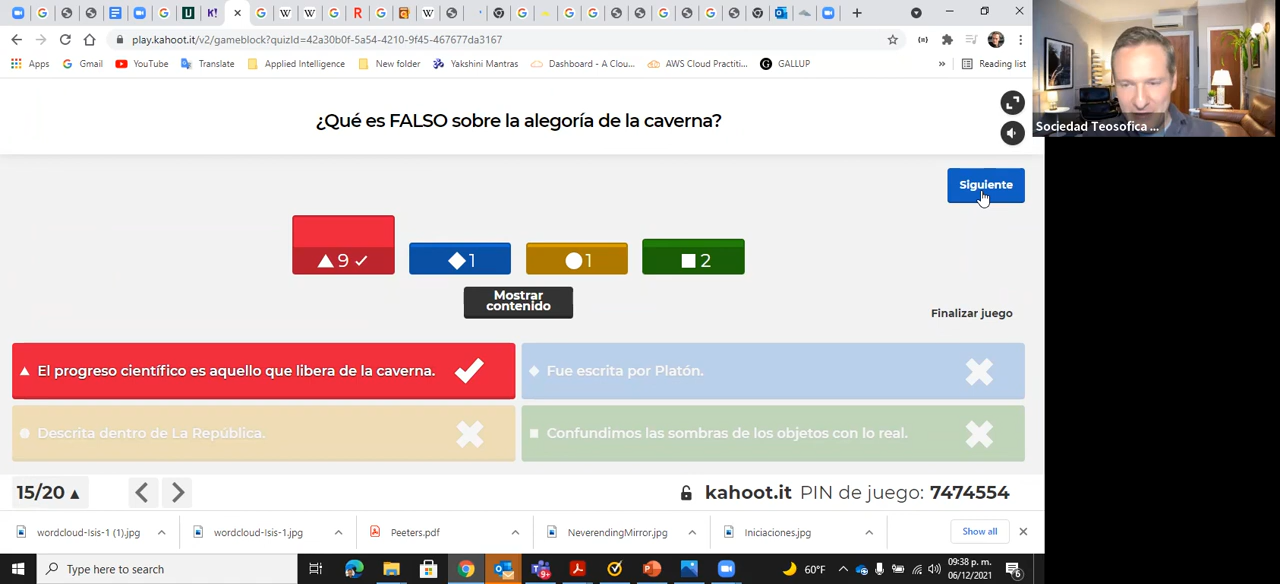 play.kahoot.it/v2/gameblock?quizId=42a30b0f-5a54-4210-9f45-467677da3167
Apps Gmail YouTube Translate Applied Intelligence New folder Yakshini Mantras Dashboard - A Clou... AWS Cloud Practiti... GALLUP » Reading list
Sociedad Teosofica ...
¿Qué es FALSO sobre la alegoría de la caverna?
Siguiente
9 1 1 2
Mostrar
contenido
Finalizar juego
El progreso científico es aquello que libera de la caverna.
Fue escrita por Platón.
Descrita dentro de La República.
Confundimos las sombras de los objetos con lo real.
15/20
kahoot.it PIN de juego: 7474554
wordcloud-Isis-1 (1).jpg wordcloud-Isis-1.jpg Peeters.pdf NeverendingMirror.jpg Iniciaciones.jpg Show all
Type here to search
60°F
09:38 p. m.
06/12/2021
6